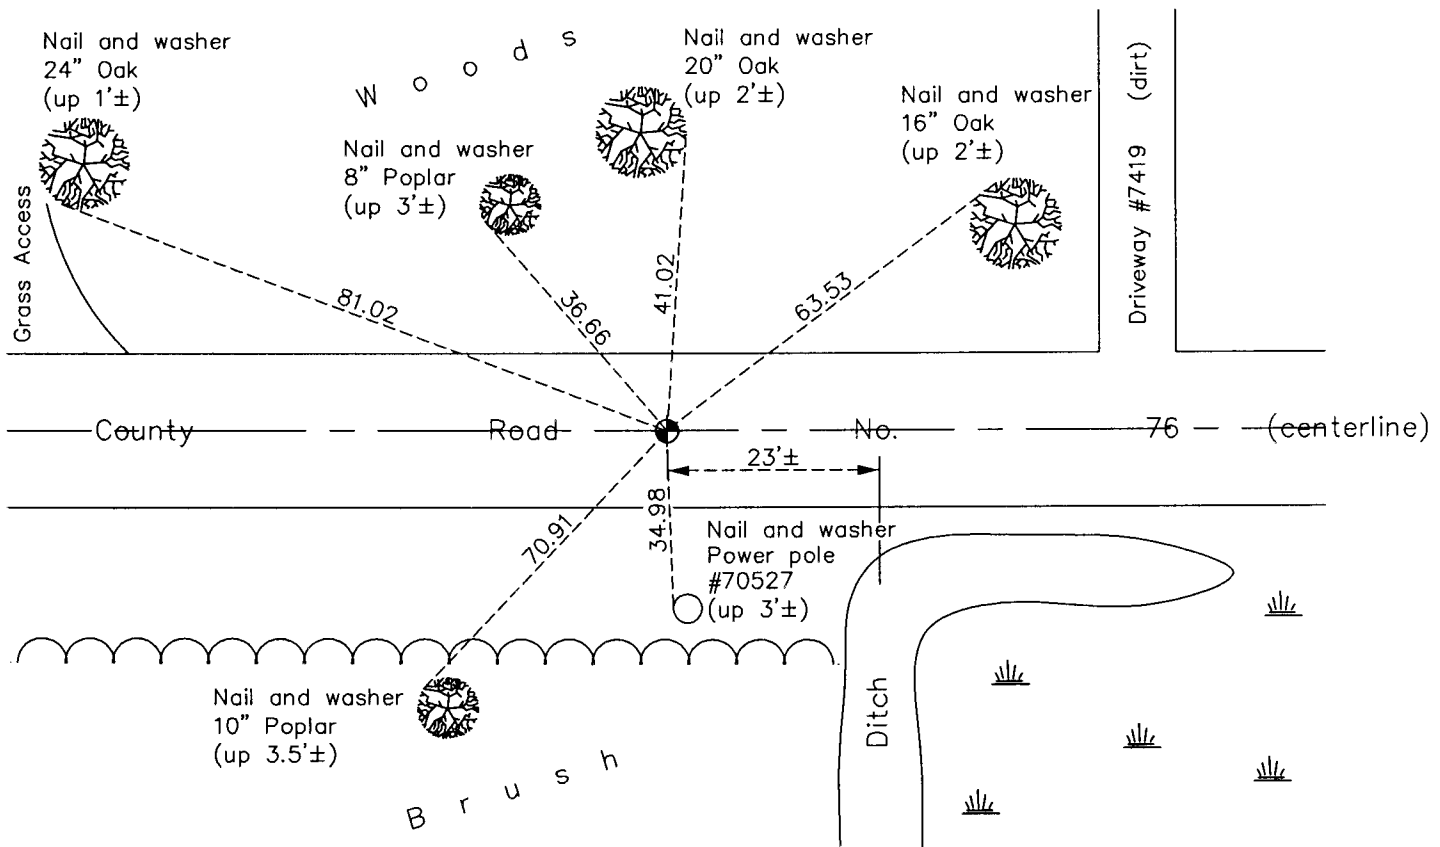 Nail and washer
24” Oak
(up 1'±)
Woods
Nail and washer
20” Oak
(up 2'±)
Nail and washer
16” Oak
(up 2'±)
Driveway #7419 (dirt)
Nail and washer
8” Poplar
(up 3'±)
Grass Access
81.02
36.66
41.02
63.53
County Road No. 76 (centerline)
23'±
70.91
34.98
Nail and washer
Power pole
#70527
(up 3'±)
Nail and washer
10” Poplar
(up 3.5'±)
Ditch
Brush